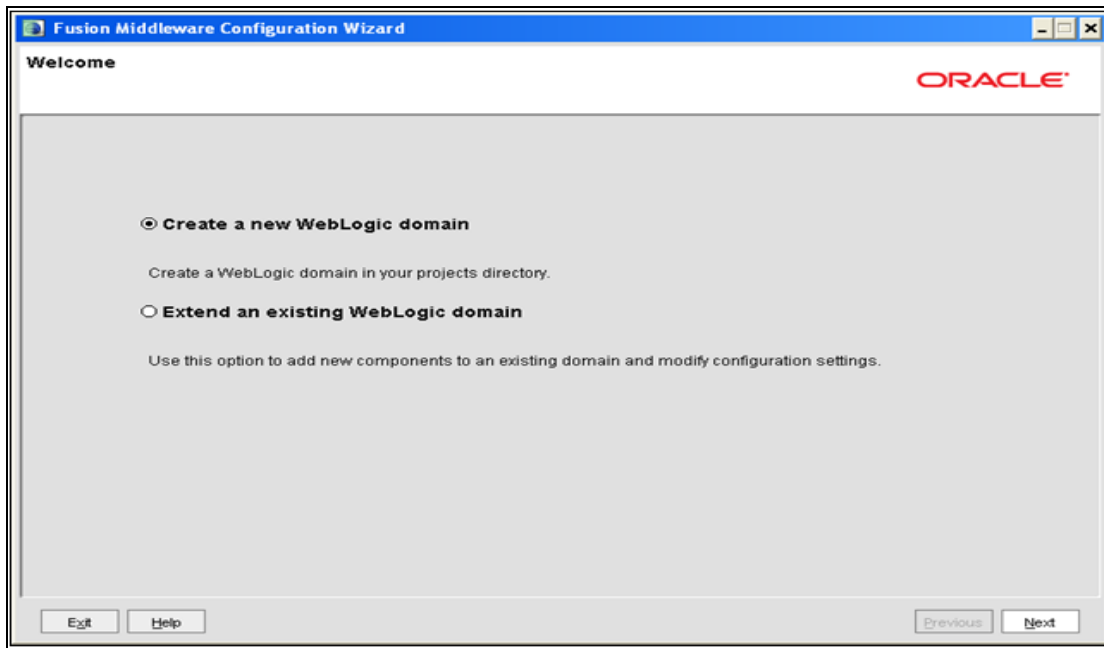 Fusion Middleware Configuration Wizard
Welcome
ORACLE
Create a new WebLogic domain
Create a WebLogic domain in your projects directory.
Extend an existing WebLogic domain
Use this option to add new components to an existing domain and modify configuration settings.
Exit Help Previous Next